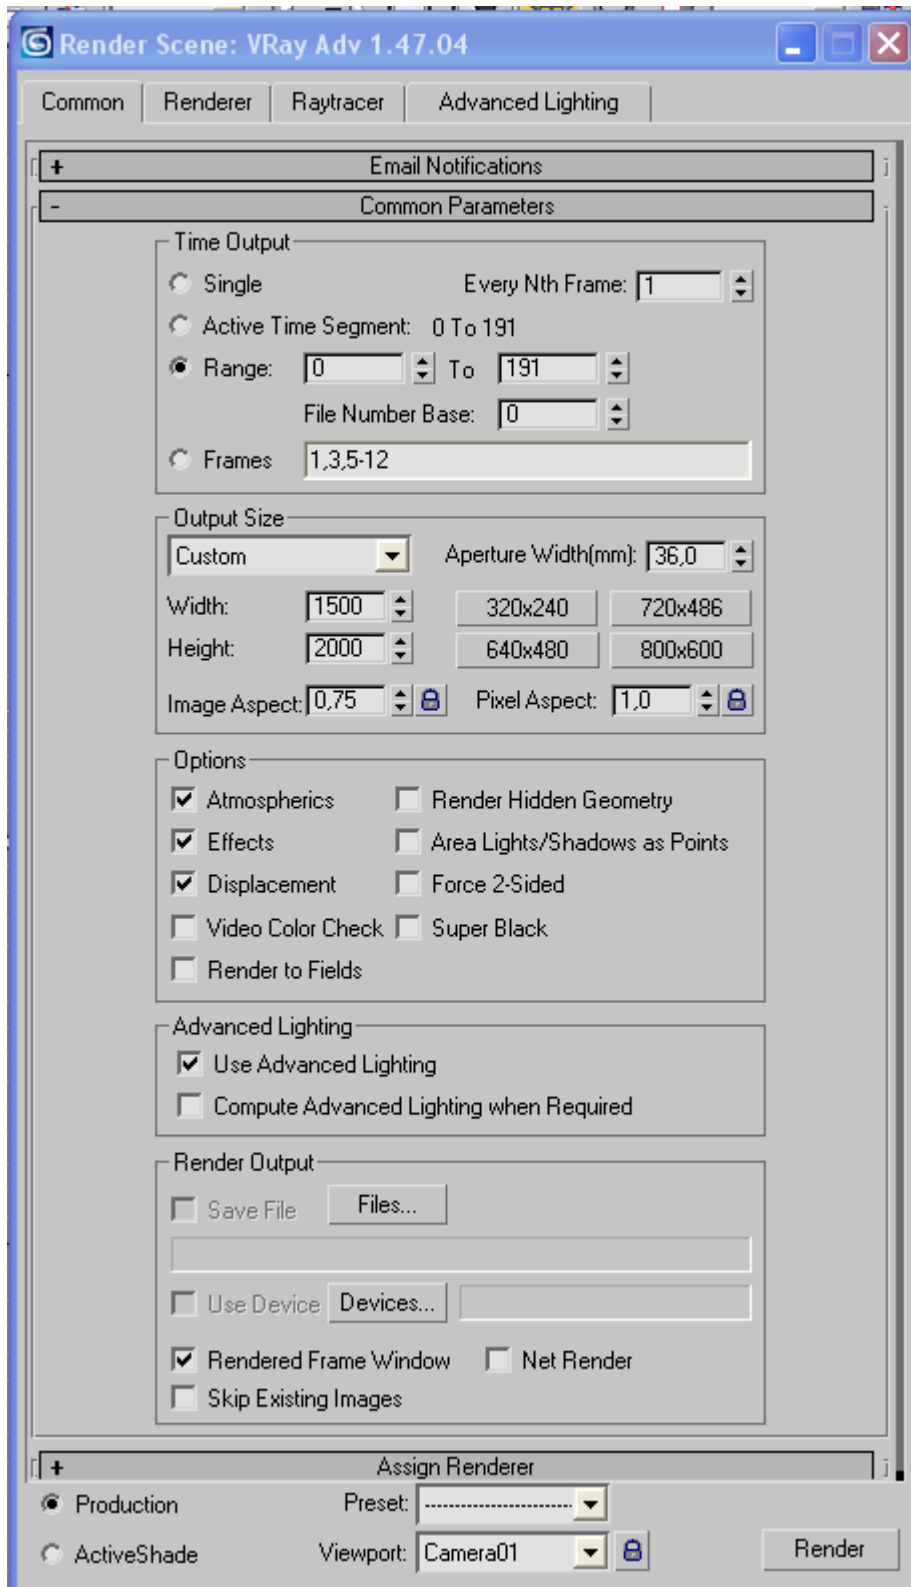 Render Scene: VRay Adv 1.47.04
Common Renderer Raytracer Advanced Lighting
+ Email Notifications
- Common Parameters
Time Output
Single Every Nth Frame: 1
Active Time Segment: 0 To 191
Range: 0 To 191
File Number Base: 0
Frames 1,3,5-12
Output Size
Custom Aperture Width(mm): 36,0
Width: 1500 320x240 720x486
Height: 2000 640x480 800x600
Image Aspect: 0,75 Pixel Aspect: 1,0
Options
Atmospherics Render Hidden Geometry
Effects Area Lights/Shadows as Points
Displacement Force 2-Sided
Video Color Check Super Black
Render to Fields
Advanced Lighting
Use Advanced Lighting
Compute Advanced Lighting when Required
Render Output
Save File Files...
Use Device Devices...
Rendered Frame Window Net Render
Skip Existing Images
+ Assign Renderer
Production Preset: -------------------------
ActiveShade Viewport: Camera01 Render